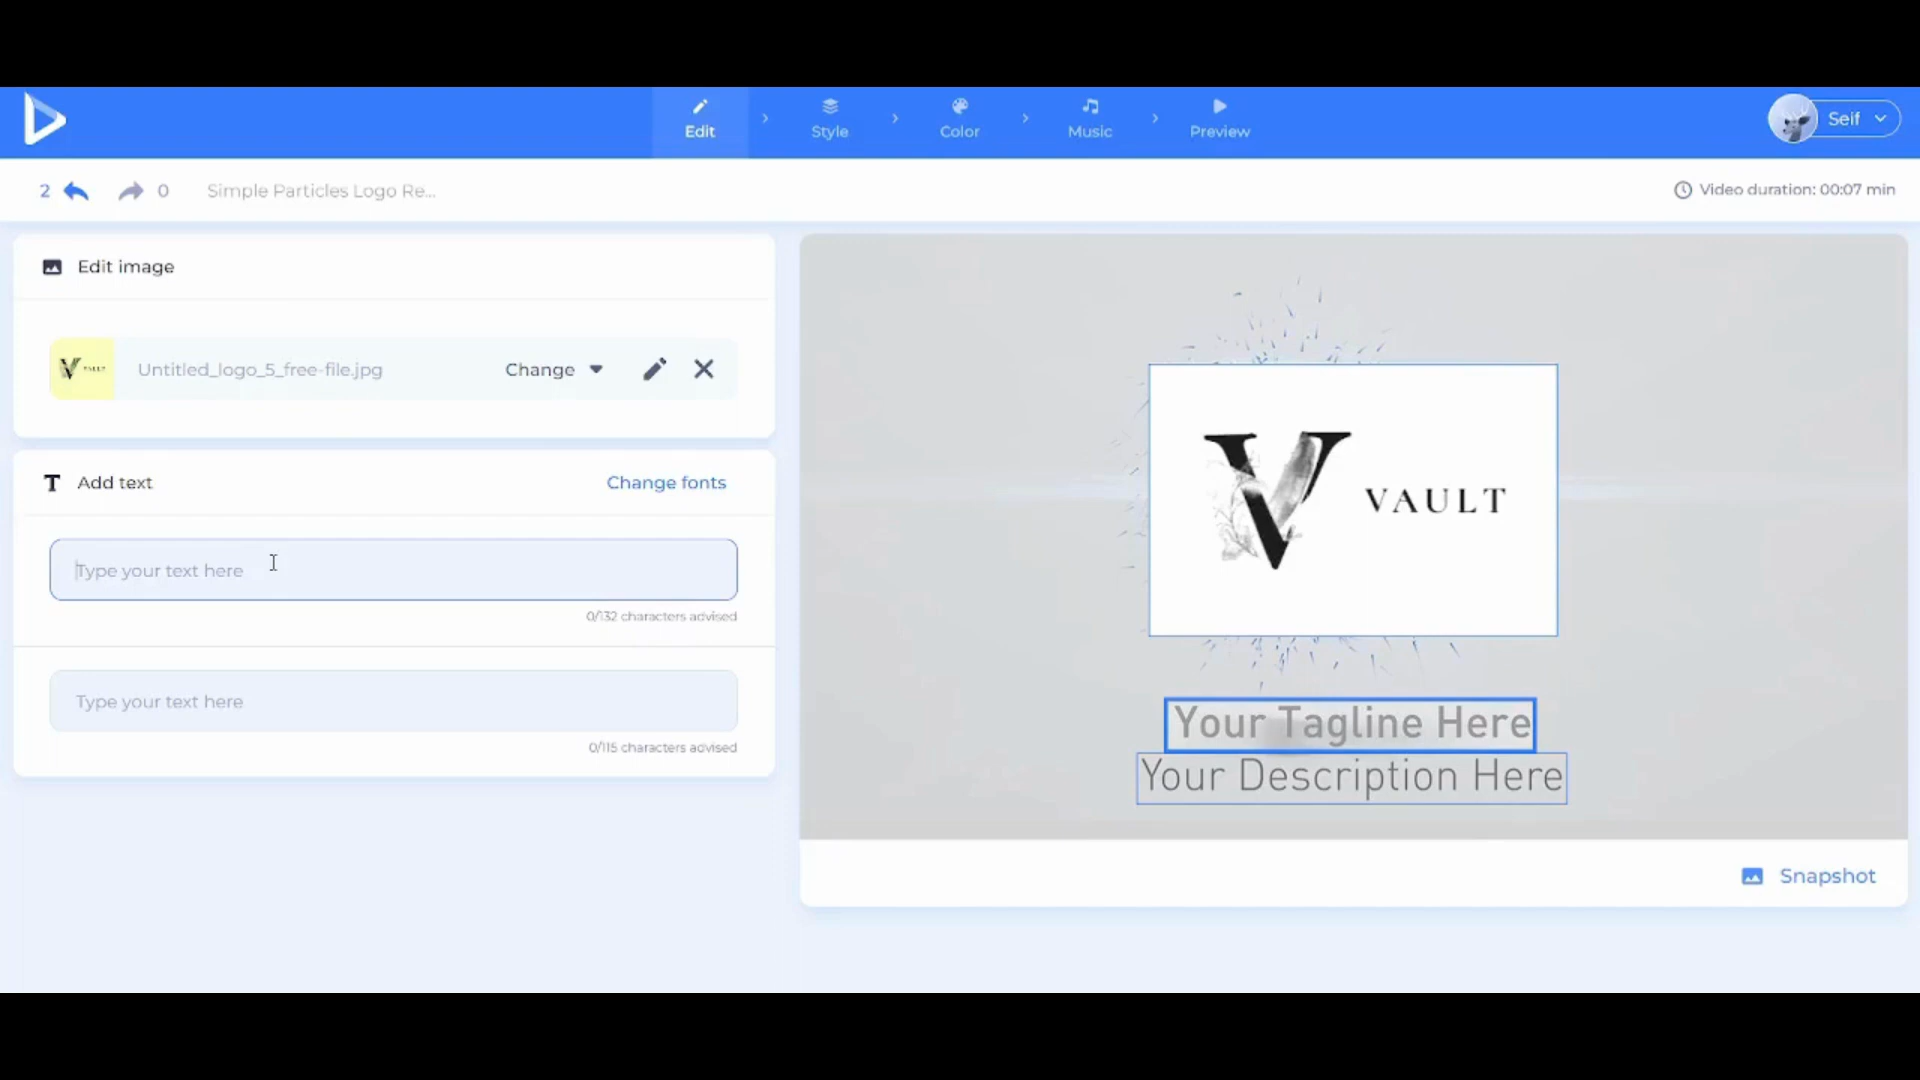 Edit
Style
Color
Music
Preview
Seif
2
0
Simple Particles Logo Re...
Video duration: 00:07 min
Edit image
V VAULT
Untitled_logo_5_free-file.jpg
Change
T Add text
Change fonts
Type your text here
0/132 characters advised
Type your text here
0/115 characters advised
V VAULT
Your Tagline Here
Your Description Here
Snapshot